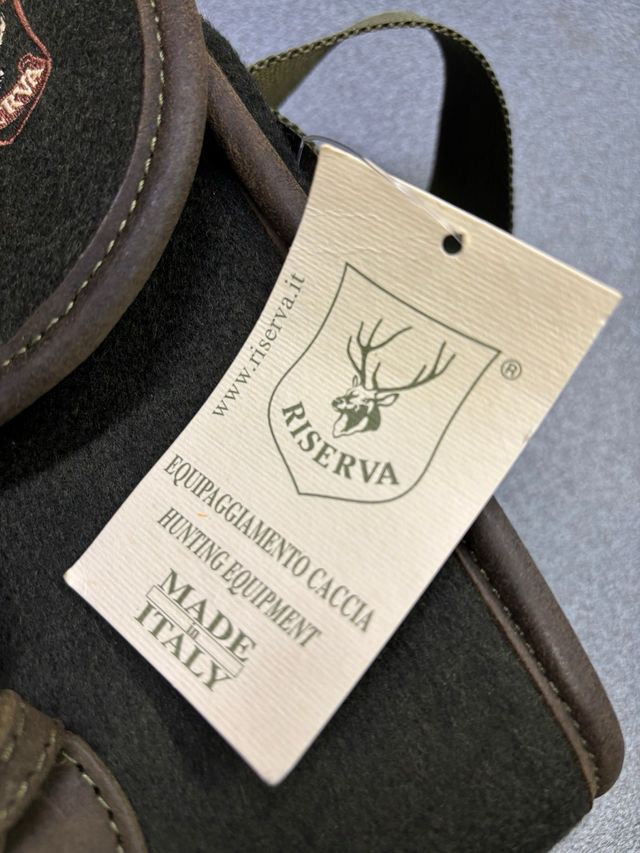 www.riserva.it
®
RISERVA
EQUIPAGGIAMENTO CACCIA
HUNTING EQUIPMENT
MADE
in
ITALY